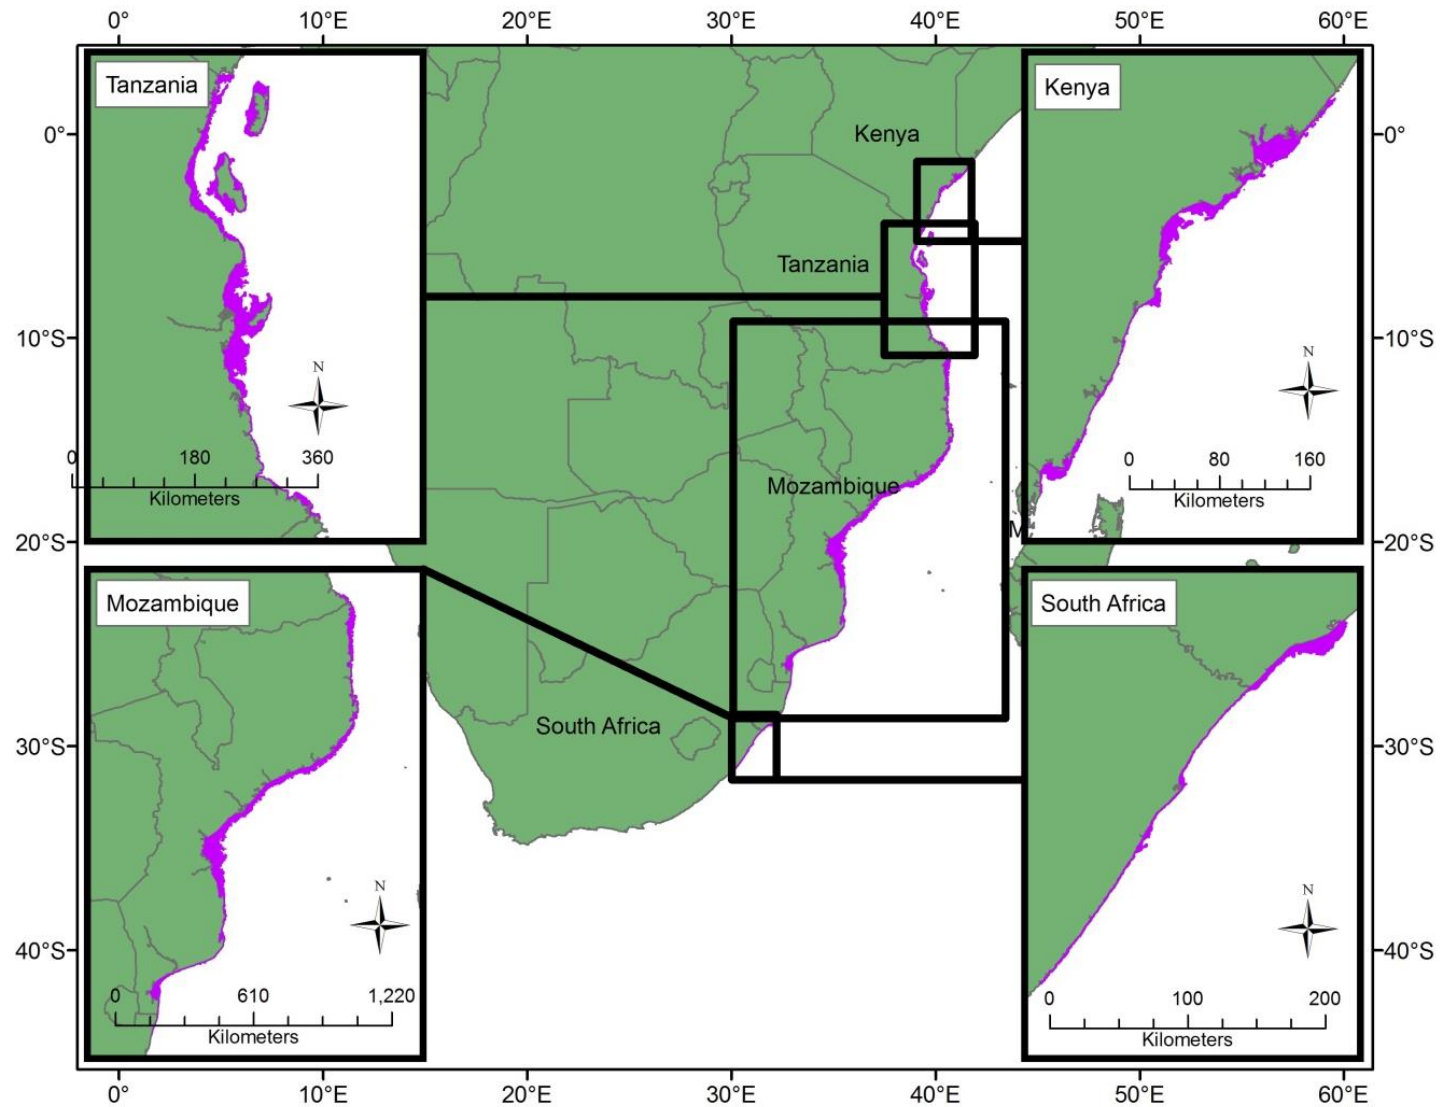 0° 10°E 20°E 30°E 40°E 50°E 60°E
Tanzania
Kenya
Kenya
0° 0°
Tanzania
10°S 10°S
N
N
0 180 360
Kilometers
0 80 160
Kilometers
Mozambique
M
20°S 20°S
Mozambique
South Africa
South Africa
30°S 30°S
N
N
40°S 40°S
0 610 1,220
Kilometers
0 100 200
Kilometers
0° 10°E 20°E 30°E 40°E 50°E 60°E